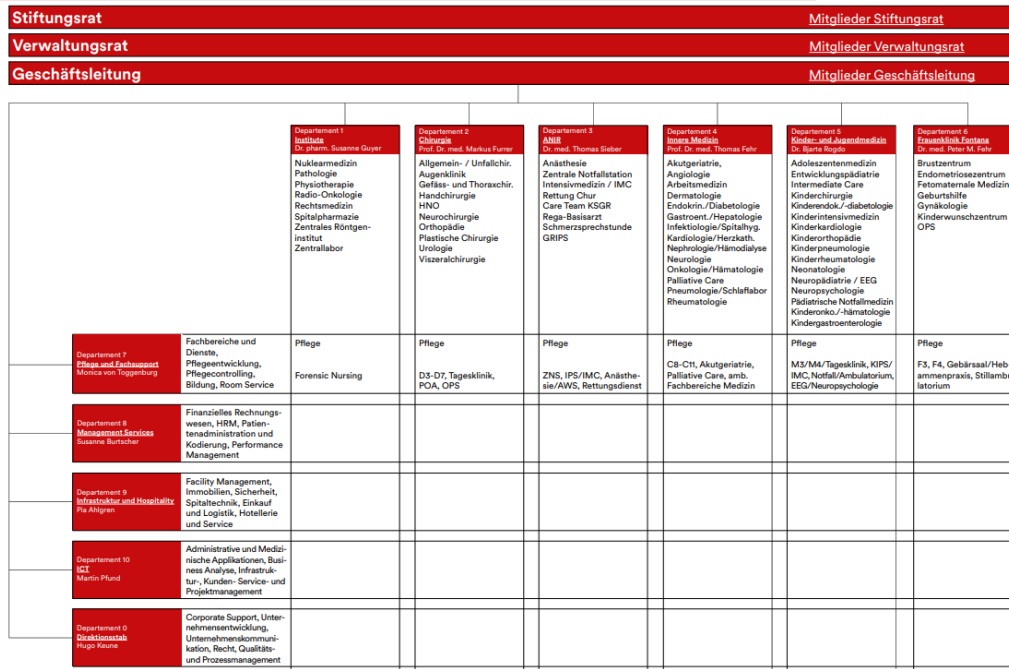 Stiftungsrat
Mitglieder Stiftungsrat
Verwaltungsrat
Mitglieder Verwaltungsrat
Geschäftsleitung
Mitglieder Geschäftsleitung
Departement 1
Institute
Dr. pharm. Susanne Guyer
Nuklearmedizin
Pathologie
Physiotherapie
Radio-Onkologie
Rechtsmedizin
Spitalpharmazie
Zentrales Röntgen-
institut
Zentrallabor
Departement 2
Chirurgie
Prof. Dr. med. Markus Furrer
Allgemein- / Unfallchir.
Augenklinik
Gefäss- und Thoraxchir.
Handchirurgie
HNO
Neurochirurgie
Orthopädie
Plastische Chirurgie
Urologie
Viszeralchirurgie
Departement 3
ANIR
Dr. med. Thomas Sieber
Anästhesie
Zentrale Notfallstation
Intensivmedizin / IMC
Rettung Chur
Care Team KSGR
Rega-Basisarzt
Schmerzsprechstunde
GRIPS
Departement 4
Innere Medizin
Prof. Dr. med. Thomas Fehr
Akutgeriatrie,
Angiologie
Arbeitsmedizin
Dermatologie
Endokrin./Diabetologie
Gastroent./Hepatologie
Infektiologie/Spitalhyg.
Kardiologie/Herzkath.
Nephrologie/Hämodialyse
Neurologie
Onkologie/Hämatologie
Palliative Care
Pneumologie/Schlaflabor
Rheumatologie
Departement 5
Kinder- und Jugendmedizin
Dr. Bjarte Rogdo
Adoleszentenmedizin
Entwicklungspädiatrie
Intermediate Care
Kinderchirurgie
Kinderendok./-diabetologie
Kinderintensivmedizin
Kinderkardiologie
Kinderorthopädie
Kinderpneumologie
Kinderrheumatologie
Neonatologie
Neuropädiatrie / EEG
Neuropsychologie
Pädiatrische Notfallmedizin
Kinderonko./-hämatologie
Kindergastroenterologie
Departement 6
Frauenklinik Fontana
Dr. med. Peter M. Fehr
Brustzentrum
Endometriosezentrum
Fetomaternale Medizin
Geburtshilfe
Gynäkologie
Kinderwunschzentrum
OPS
Departement 7
Pflege und Fachsupport
Monica von Toggenburg
Fachbereiche und
Dienste,
Pflegeentwicklung,
Pflegecontrolling,
Bildung, Room Service
Pflege
Forensic Nursing
Pflege
D3-D7, Tagesklinik,
POA, OPS
Pflege
ZNS, IPS/IMC, Anästhe-
sie/AWS, Rettungsdienst
Pflege
C8-C11, Akutgeriatrie,
Palliative Care, amb.
Fachbereiche Medizin
Pflege
M3/M4/Tagesklinik, KIPS/
IMC, Notfall/Ambulatorium,
EEG/Neuropsychologie
Pflege
F3, F4, Gebärsaal/Heb-
ammenpraxis, Stillambu
latorium
Departement 8
Management Services
Susanne Burtscher
Finanzielles Rechnungs-
wesen, HRM, Patien-
tenadministration und
Kodierung, Performance
Management
Departement 9
Infrastruktur und Hospitality
Pia Ahlgren
Facility Management,
Immobilien, Sicherheit,
Spitaltechnik, Einkauf
und Logistik, Hotellerie
und Service
Departement 10
ICT
Martin Pfund
Administrative und Medizi-
nische Applikationen, Busi-
ness Analyse, Infrastruk-
tur-, Kunden- Service- und
Projektmanagement
Departement 0
Direktionsstab
Hugo Keune
Corporate Support, Unter-
nehmensentwicklung,
Unternehmenskommuni-
kation, Recht, Qualitäts-
und Prozessmanagement